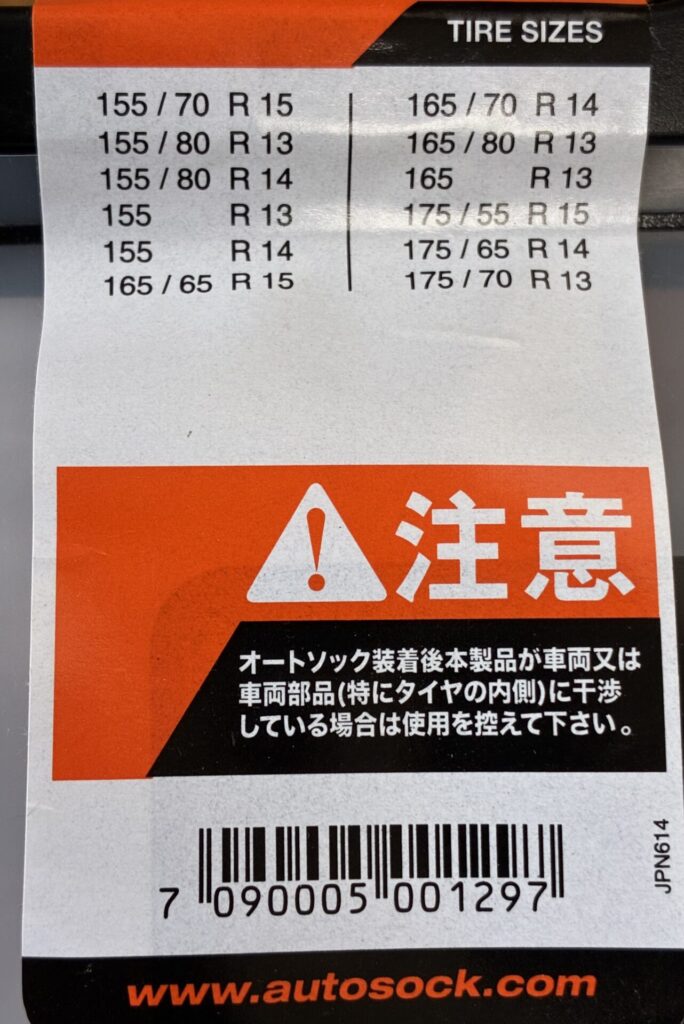 TIRE SIZES
155 / 70 R 15
155 / 80 R 13
155 / 80 R 14
155 R 13
155 R 14
165 / 65 R 15
165 / 70 R 14
165 / 80 R 13
165 R 13
175 / 55 R 15
175 / 65 R 14
175 / 70 R 13
注意
オートソック装着後本製品が車両又は
車両部品(特にタイヤの内側)に干渉
している場合は使用を控えて下さい。
7 090005 001297
JPN614
www.autosock.com